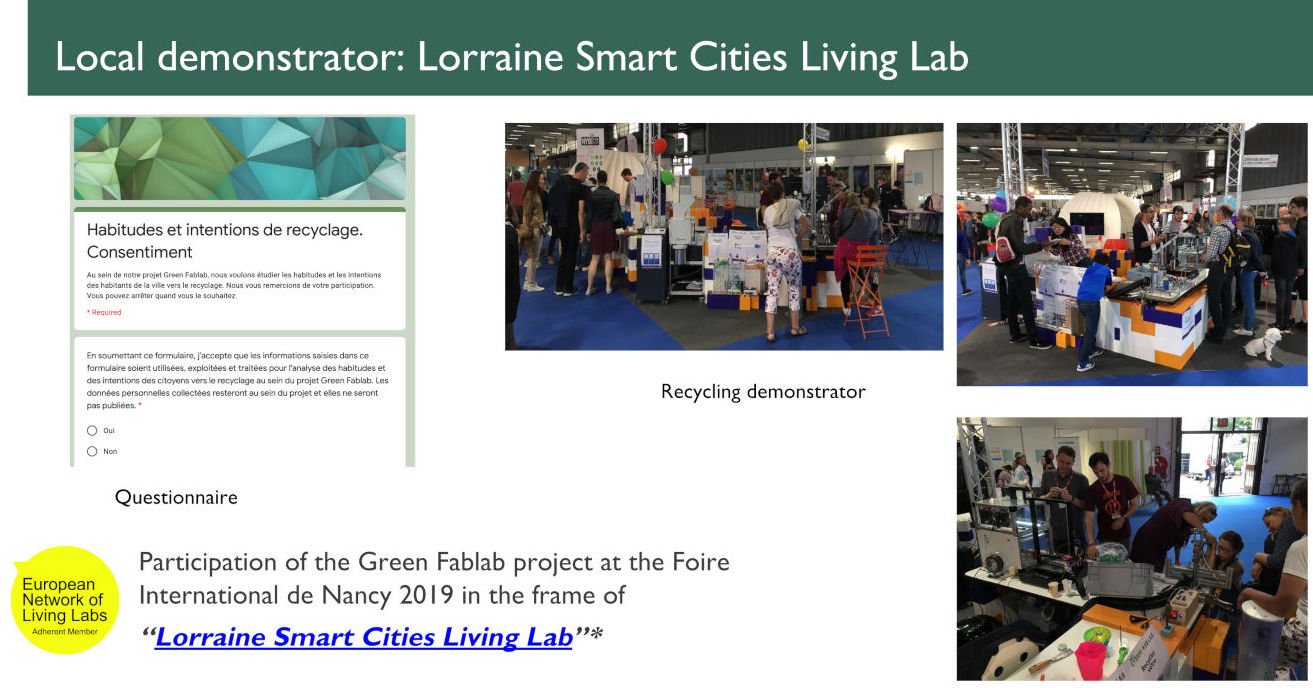 Local demonstrator: Lorraine Smart Cities Living Lab
Habitudes et intentions de recyclage.
Consentiment
Au sein de notre projet Green Fablab, nous voulons étudier les habitudes et les intentions
des habitants de la ville vers le recyclage. Nous vous remercions de votre participation.
Vous pouvez arrêter quand vous le souhaitez.
* Required
En soumettant ce formulaire, j'accepte que les informations saisies dans ce
formulaire soient utilisées, exploitées et traitées pour l'analyse des habitudes et
des intentions des citoyens vers le recyclage au sein du projet Green Fablab. Les
données personnelles collectées resteront au sein du projet et elles ne seront
pas publiées. *
Oui
Non
Questionnaire
Recycling demonstrator
European
Network of
Living Labs
Adherent Member
Participation of the Green Fablab project at the Foire
International de Nancy 2019 in the frame of
“Lorraine Smart Cities Living Lab”*